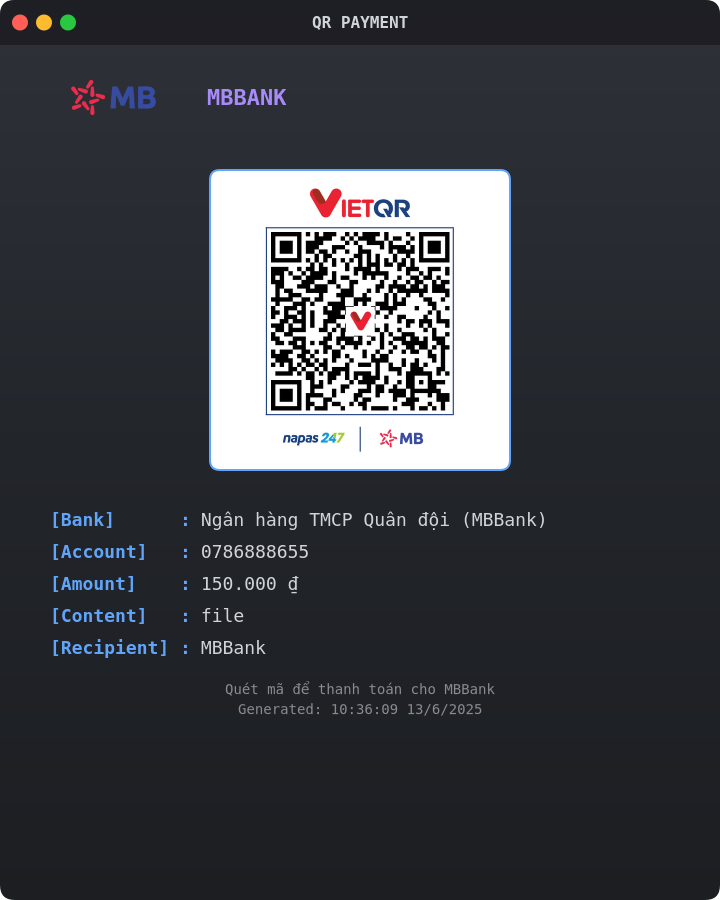 QR PAYMENT
MB MBBANK
VIETQR
napas 247 | MB
[Bank] : Ngân hàng TMCP Quân đội (MBBank)
[Account] : 0786888655
[Amount] : 150.000 ₫
[Content] : file
[Recipient] : MBBank
Quét mã để thanh toán cho MBBank
Generated: 10:36:09 13/6/2025